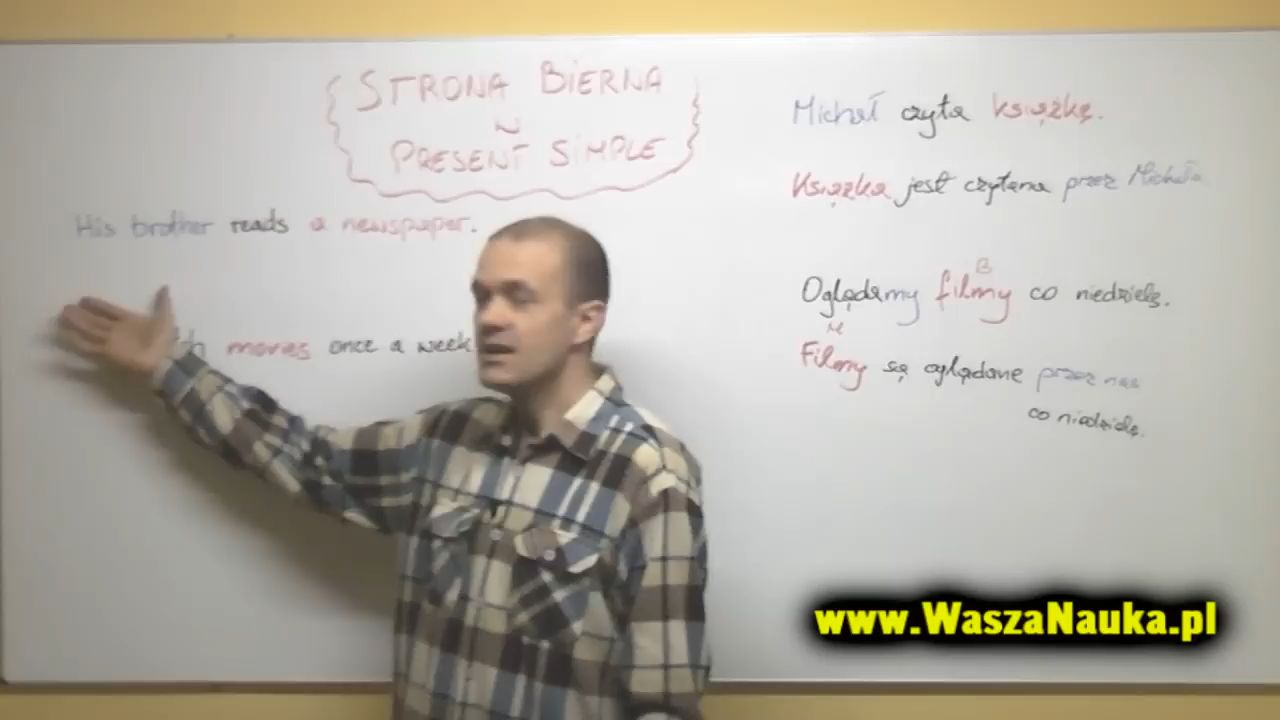 STRONA BIERNA
W
PRESENT SIMPLE
His brother reads a newspaper.
movies once a week
Michał czyta książkę.
Książka jest czytana przez Michała
B
Oglądamy filmy co niedzielę.
M
Filmy są oglądane przez nas
co niedzielę.
www.WaszaNauka.pl